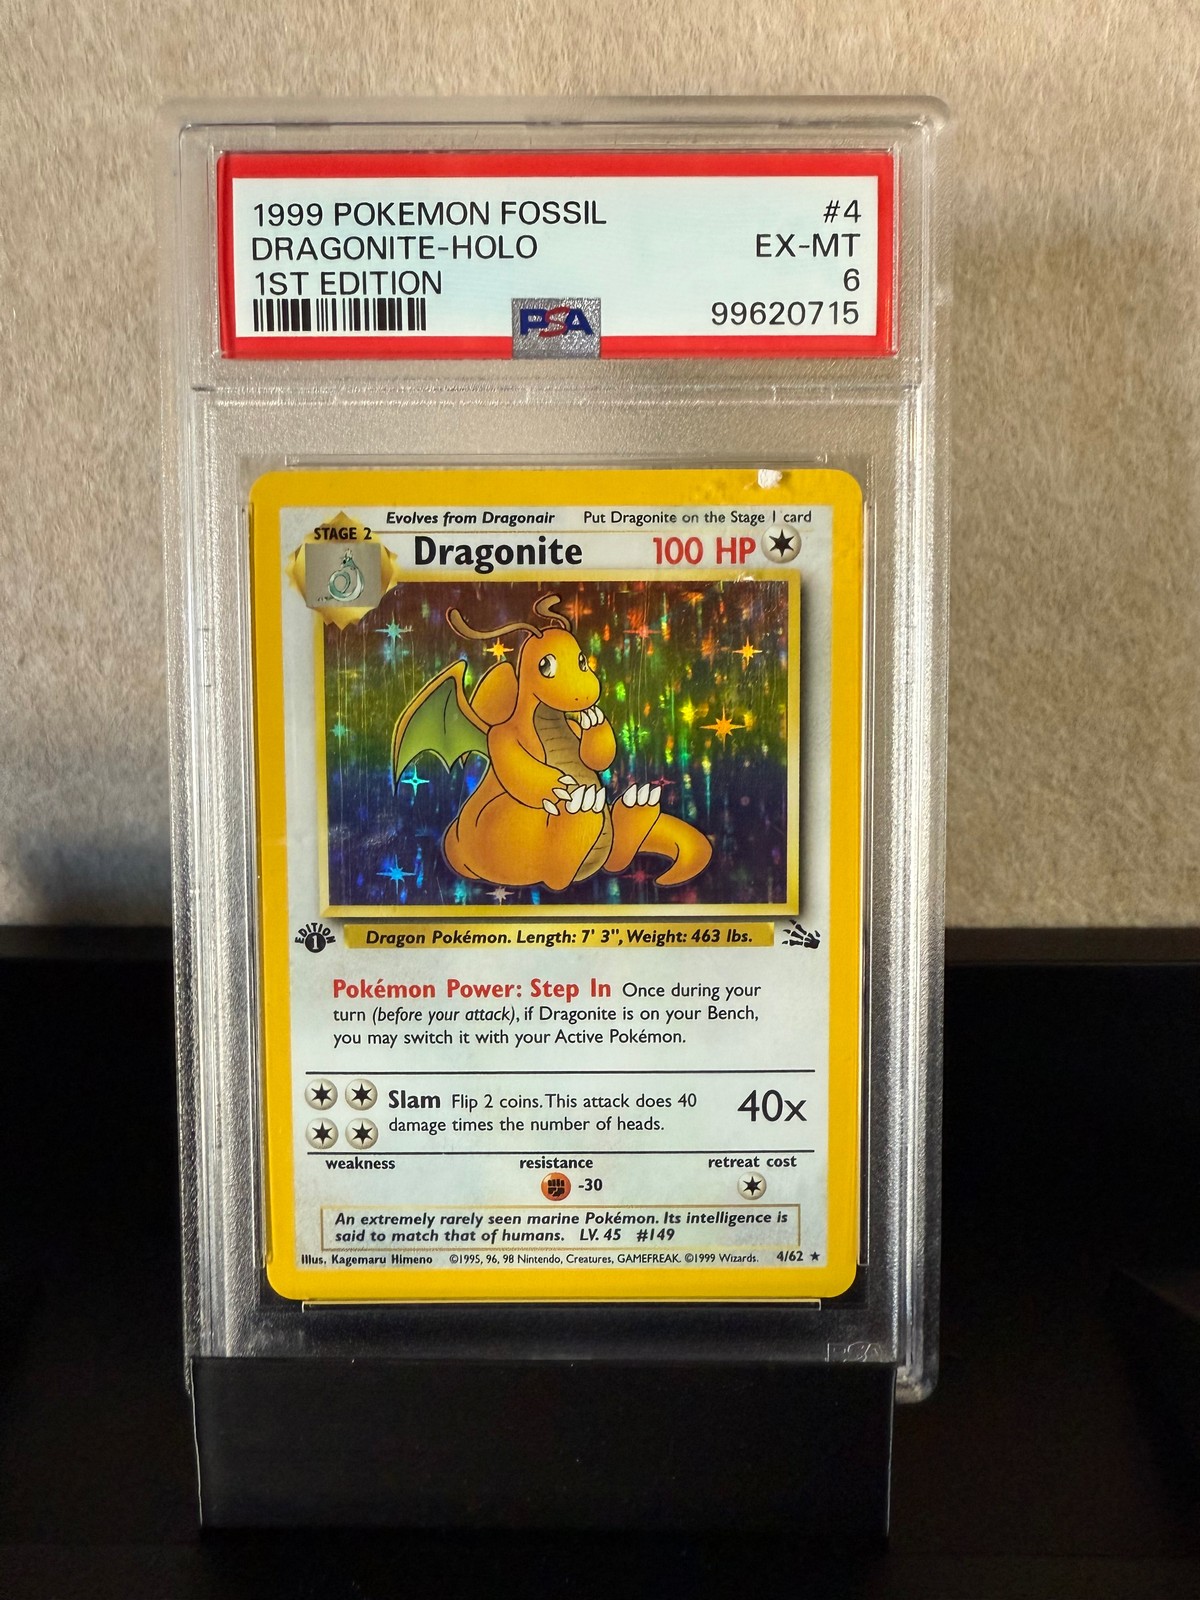 1999 POKEMON FOSSIL #4
DRAGONITE-HOLO EX-MT
1ST EDITION 6
PSA 99620715
Evolves from Dragonair Put Dragonite on the Stage 1 card
STAGE 2
Dragonite 100 HP
EDITION 1
Dragon Pokémon. Length: 7' 3", Weight: 463 lbs.
Pokémon Power: Step In Once during your
turn (before your attack), if Dragonite is on your Bench,
you may switch it with your Active Pokémon.
Slam Flip 2 coins. This attack does 40
damage times the number of heads.
40x
weakness resistance retreat cost
-30
An extremely rarely seen marine Pokémon. Its intelligence is
said to match that of humans. LV. 45 #149
Illus. Kagemaru Himeno ©1995, 96, 98 Nintendo, Creatures, GAMEFREAK. ©1999 Wizards. 4/62 ★
PSA